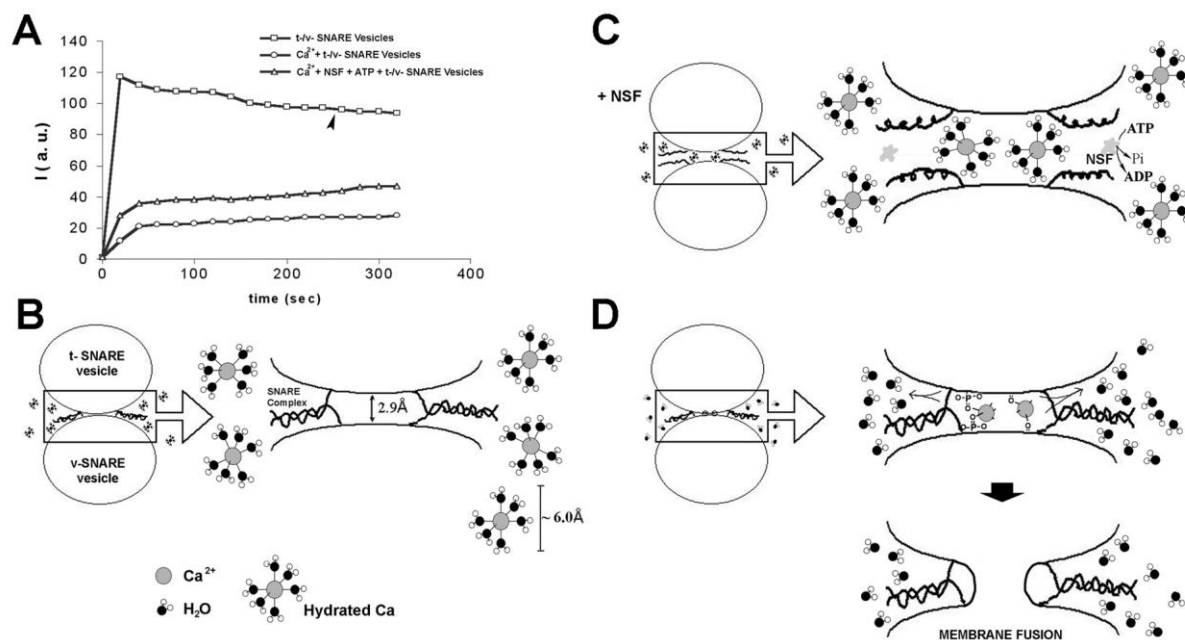 A
I (a. u.)
140
120
100
80
60
40
20
0
0
100
200
300
400
time (sec)
t-/v- SNARE Vesicles
Ca2+ + t-/v- SNARE Vesicles
Ca2+ + NSF + ATP + t-/v- SNARE Vesicles
B
t- SNARE
vesicle
v-SNARE
vesicle
SNARE
Complex
2.9Å
~ 6.0Å
Ca 2+
H2O
Hydrated Ca
C
+ NSF
ATP
NSF
Pi
ADP
D
O-P-O
O
O
O-P-O
O
O
MEMBRANE FUSION